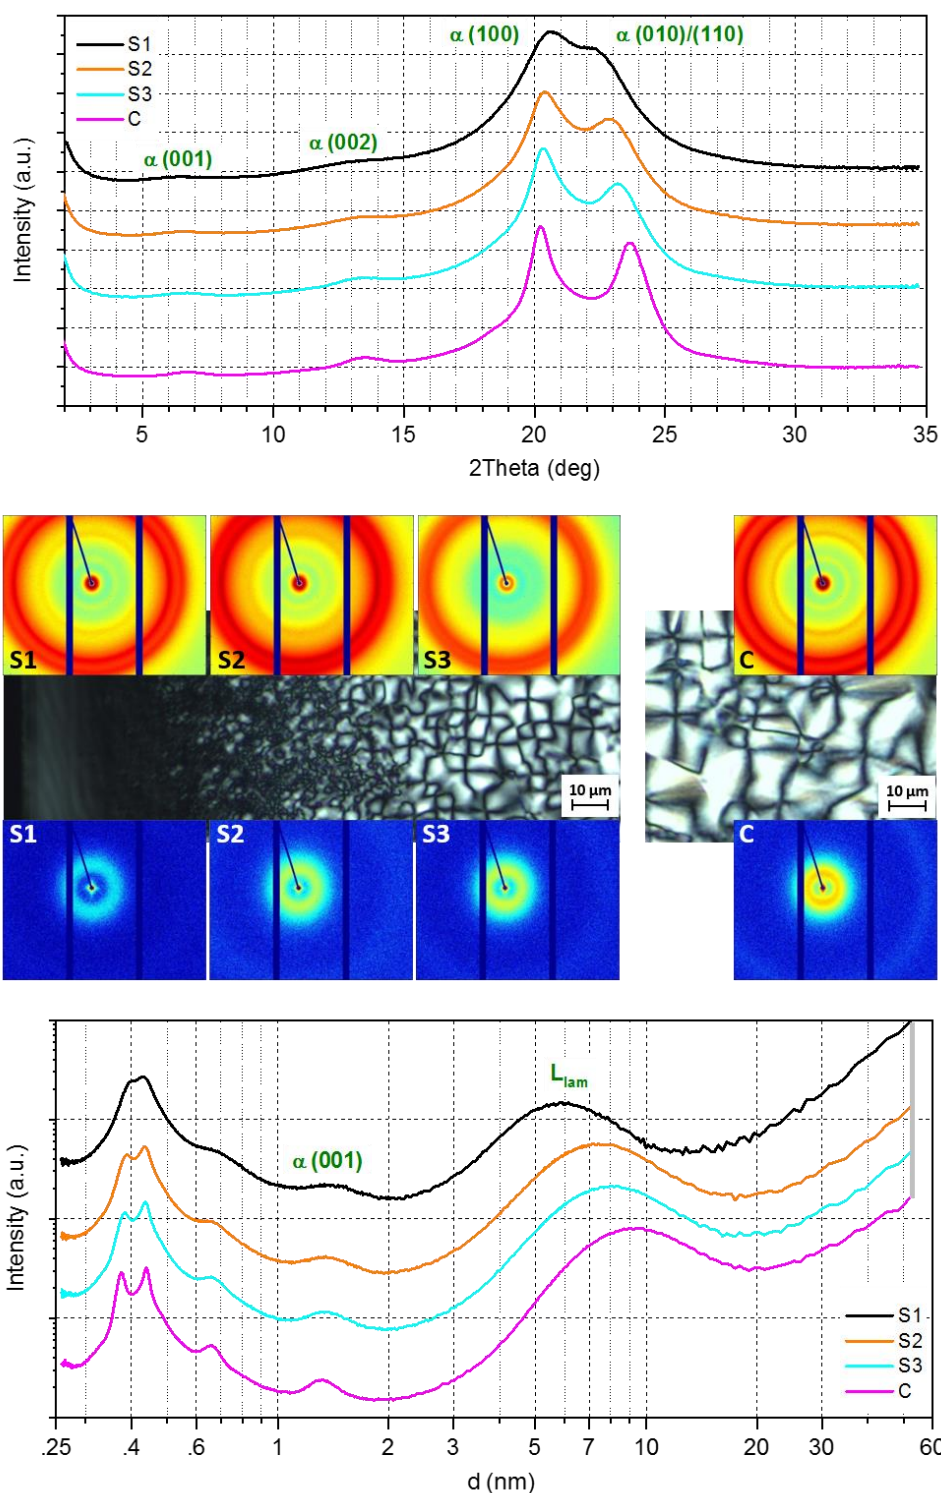 α (100)
α (010)/(110)
S1
S2
S3
C
α (001)
α (002)
Intensity (a.u.)
5 10 15 20 25 30 35
2Theta (deg)
S1 S2 S3 C
10 µm 10 µm
S1 S2 S3 C
L_lam
α (001)
Intensity (a.u.)
S1
S2
S3
C
.25 .4 .6 1 2 3 5 7 10 20 30 60
d (nm)